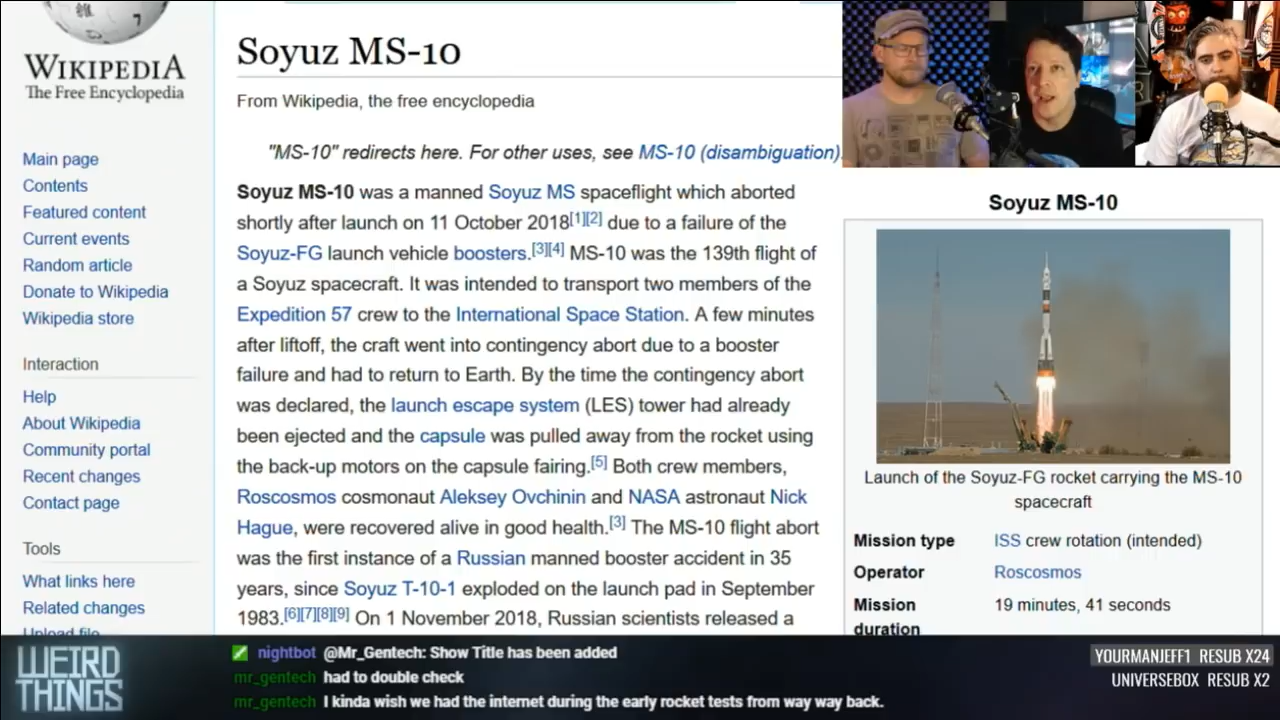 WIKIPEDIA
The Free Encyclopedia
Main page
Contents
Featured content
Current events
Random article
Donate to Wikipedia
Wikipedia store
Interaction
Help
About Wikipedia
Community portal
Recent changes
Contact page
Tools
What links here
Related changes
Upload file
Soyuz MS-10
From Wikipedia, the free encyclopedia
"MS-10" redirects here. For other uses, see MS-10 (disambiguation).
Soyuz MS-10 was a manned Soyuz MS spaceflight which aborted
shortly after launch on 11 October 2018[1][2] due to a failure of the
Soyuz-FG launch vehicle boosters.[3][4] MS-10 was the 139th flight of
a Soyuz spacecraft. It was intended to transport two members of the
Expedition 57 crew to the International Space Station. A few minutes
after liftoff, the craft went into contingency abort due to a booster
failure and had to return to Earth. By the time the contingency abort
was declared, the launch escape system (LES) tower had already
been ejected and the capsule was pulled away from the rocket using
the back-up motors on the capsule fairing.[5] Both crew members,
Roscosmos cosmonaut Aleksey Ovchinin and NASA astronaut Nick
Hague, were recovered alive in good health.[3] The MS-10 flight abort
was the first instance of a Russian manned booster accident in 35
years, since Soyuz T-10-1 exploded on the launch pad in September
1983.[6][7][8][9] On 1 November 2018, Russian scientists released a
Soyuz MS-10
Launch of the Soyuz-FG rocket carrying the MS-10
spacecraft
Mission type ISS crew rotation (intended)
Operator Roscosmos
Mission 19 minutes, 41 seconds
duration
WEIRD
THINGS
nightbot @Mr_Gentech: Show Title has been added
mr_gentech had to double check
mr_gentech I kinda wish we had the internet during the early rocket tests from way way back.
YOURMANJEFF1 RESUB X24
UNIVERSEBOX RESUB X2